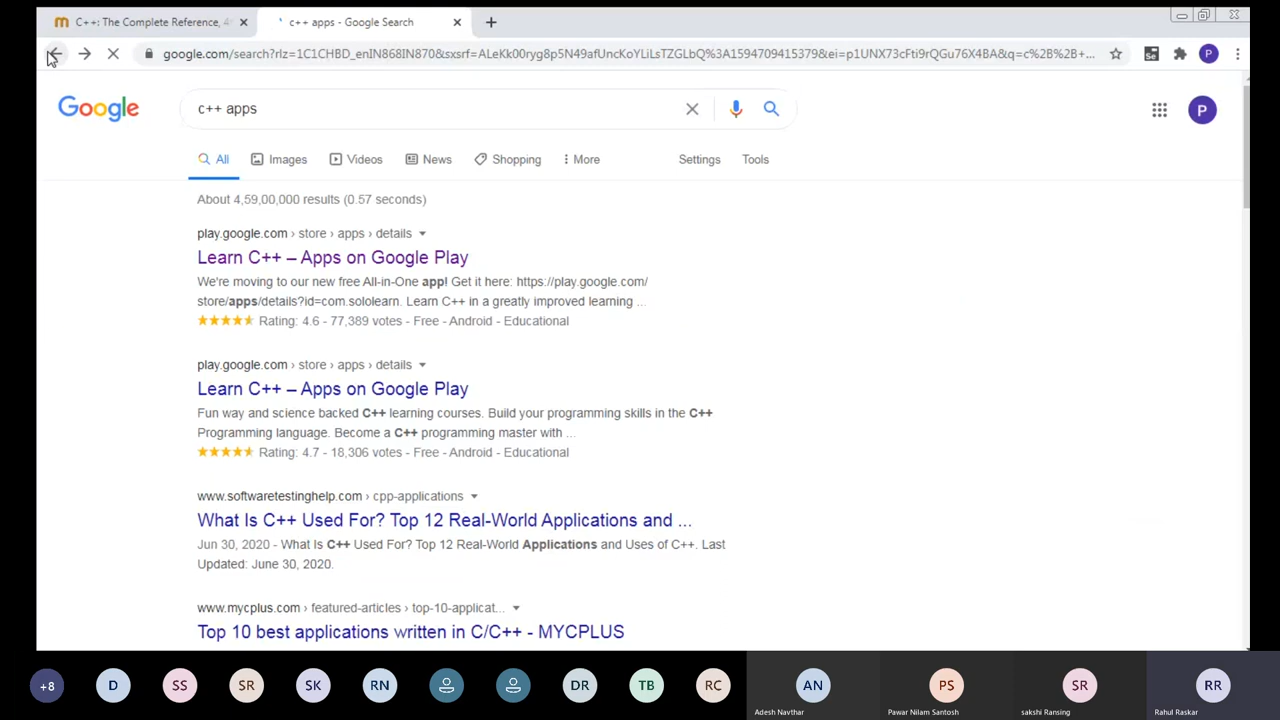 C++: The Complete Reference, 4
c++ apps - Google Search
google.com/search?rlz=1C1CHBD_enIN868IN870&sxsrf=ALeKk00ryg8p5N49afUncKoYLiLsTZGLbQ%3A1594709415379&ei=p1UNX73cFti9rQGu76X4BA&q=c%2B%2B+...
P
Google
c++ apps
P
All Images Videos News Shopping More Settings Tools
About 4,59,00,000 results (0.57 seconds)
play.google.com › store › apps › details
Learn C++ – Apps on Google Play
We're moving to our new free All-in-One app! Get it here: https://play.google.com/
store/apps/details?id=com.sololearn. Learn C++ in a greatly improved learning ...
Rating: 4.6 - 77,389 votes - Free - Android - Educational
play.google.com › store › apps › details
Learn C++ – Apps on Google Play
Fun way and science backed C++ learning courses. Build your programming skills in the C++
Programming language. Become a C++ programming master with ...
Rating: 4.7 - 18,306 votes - Free - Android - Educational
www.softwaretestinghelp.com › cpp-applications
What Is C++ Used For? Top 12 Real-World Applications and ...
Jun 30, 2020 - What Is C++ Used For? Top 12 Real-World Applications and Uses of C++. Last
Updated: June 30, 2020.
www.mycplus.com › featured-articles › top-10-applicat...
Top 10 best applications written in C/C++ - MYCPLUS
+8 D SS SR SK RN DR TB RC AN PS SR RR
Adesh Navthar Pawar Nilam Santosh sakshi Ransing Rahul Raskar